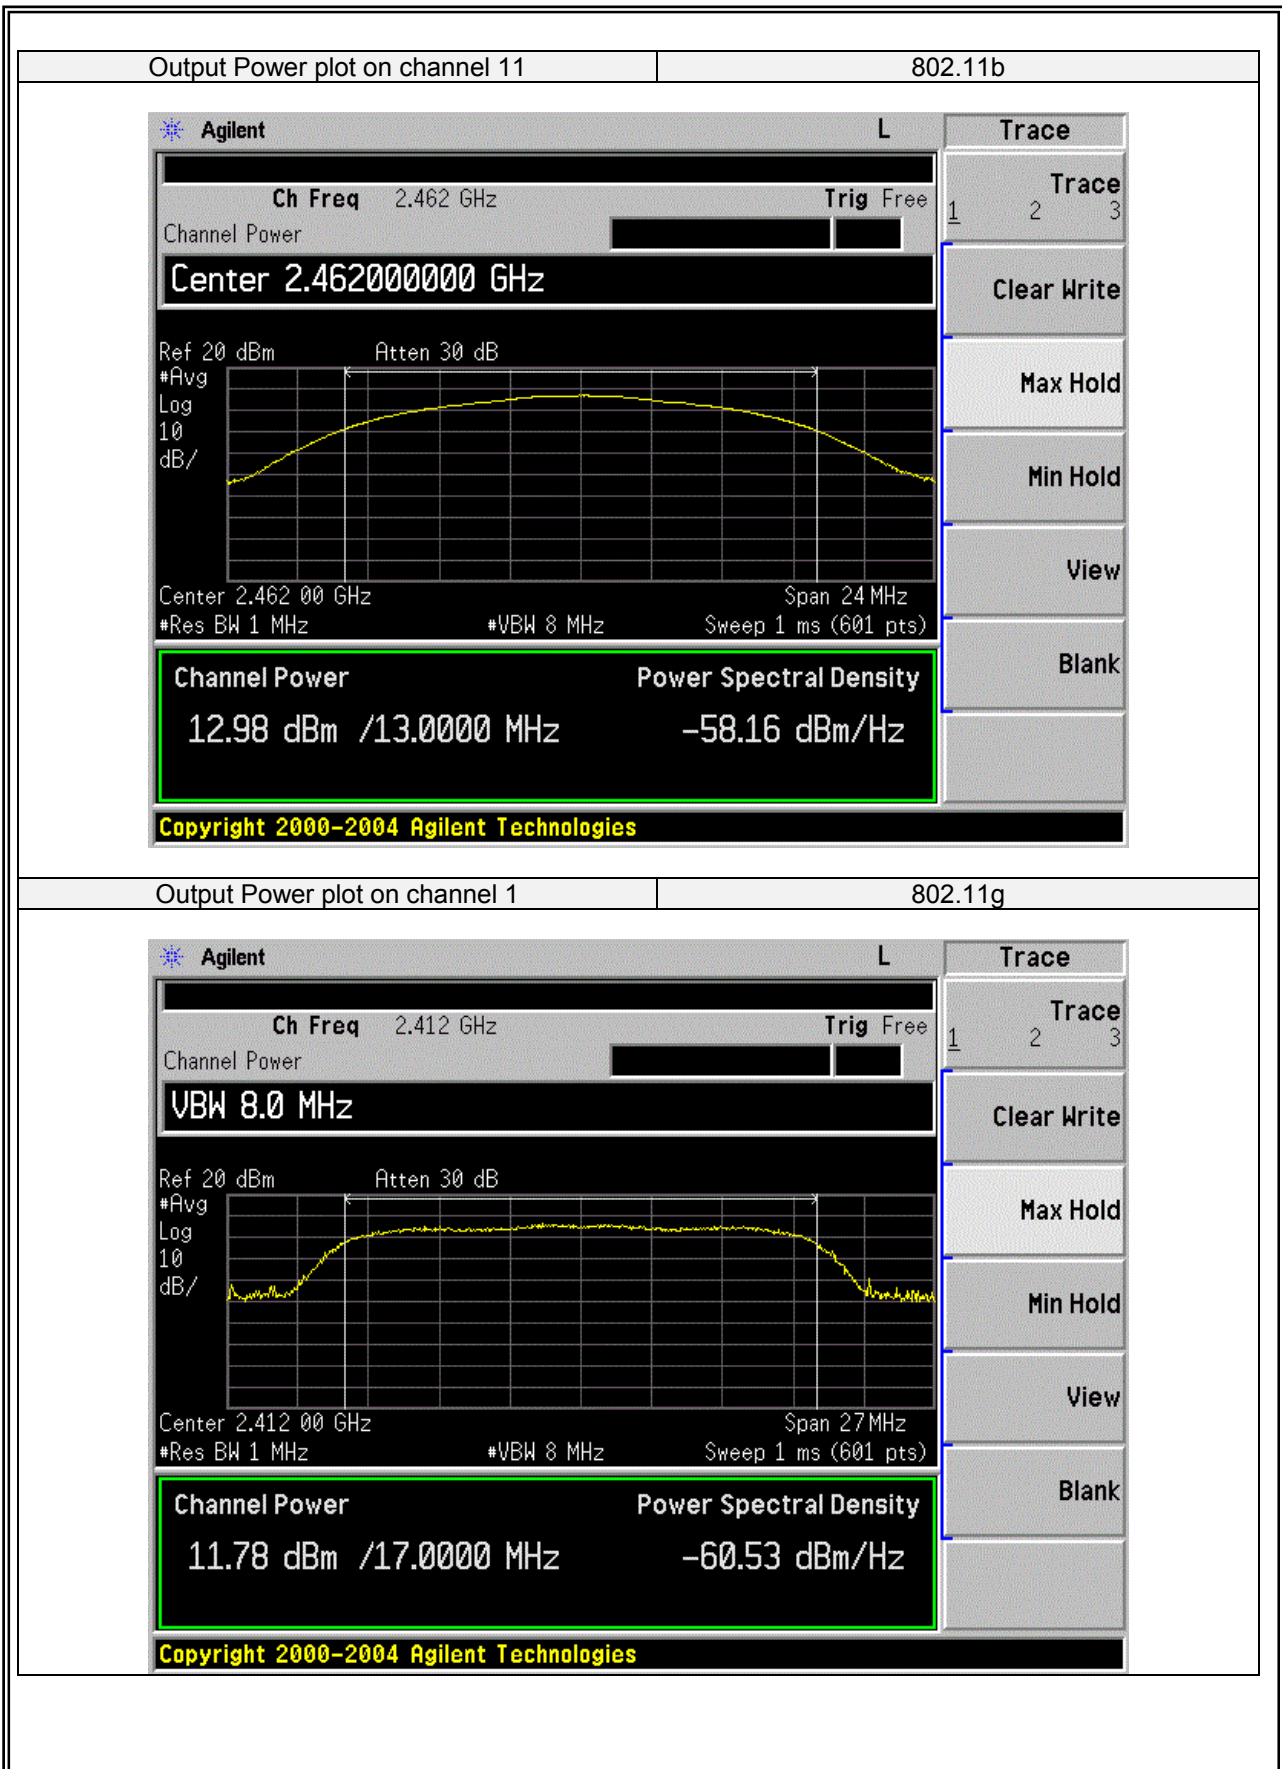 Output Power plot on channel 11 802.11b
Agilent L Trace
Ch Freq 2.462 GHz Trig Free
Channel Power
Trace
1 2 3
Center 2.462000000 GHz
Clear Write
Ref 20 dBm Atten 30 dB
#Avg
Log
10
dB/
Max Hold
Min Hold
View
Center 2.462 00 GHz Span 24 MHz
#Res BW 1 MHz #VBW 8 MHz Sweep 1 ms (601 pts)
Blank
Channel Power Power Spectral Density
12.98 dBm /13.0000 MHz -58.16 dBm/Hz
Copyright 2000-2004 Agilent Technologies
Output Power plot on channel 1 802.11g
Agilent L Trace
Ch Freq 2.412 GHz Trig Free
Channel Power
Trace
1 2 3
VBW 8.0 MHz
Clear Write
Ref 20 dBm Atten 30 dB
#Avg
Log
10
dB/
Max Hold
Min Hold
View
Center 2.412 00 GHz Span 27 MHz
#Res BW 1 MHz #VBW 8 MHz Sweep 1 ms (601 pts)
Blank
Channel Power Power Spectral Density
11.78 dBm /17.0000 MHz -60.53 dBm/Hz
Copyright 2000-2004 Agilent Technologies